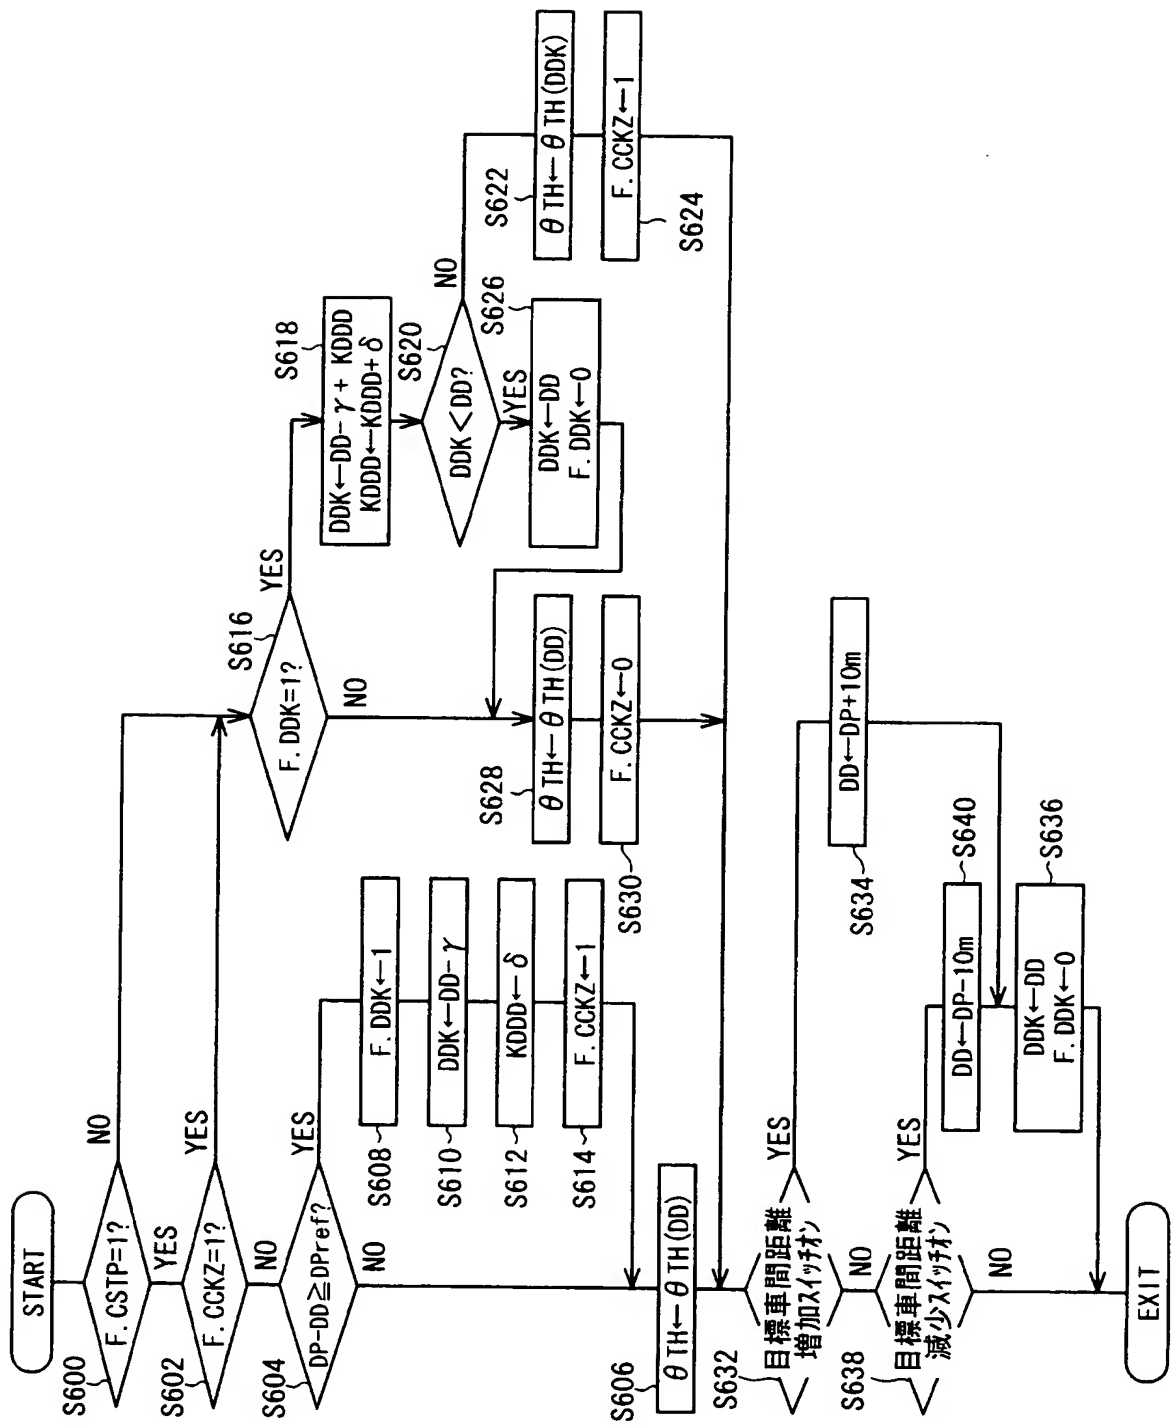 START
S600
F. CSTP=1?
NO
YES
S602
F. CCKZ=1?
YES
NO
S604
DP-DD≧DPref?
YES
NO
S608
F. DDK←1
S610
DDK←DD-γ
S612
KDDD←δ
S614
F. CCKZ←1
S606
θTH←θTH(DD)
S616
F. DDK=1?
YES
NO
S618
DDK←DD-γ+KDDD
KDDD←KDDD+δ
S620
DDK<DD?
NO
YES
S622
θTH←θTH(DDK)
F. CCKZ←1
S624
S626
DDK←DD
F. DDK←0
S628
θTH←θTH(DD)
F. CCKZ←0
S630
S632
目標車間距離
増加スイッチオン
YES
NO
DD←DP+10m
S634
S638
目標車間距離
減少スイッチオン
YES
NO
DD←DP-10m
S640
DDK←DD
F. DDK←0
S636
EXIT